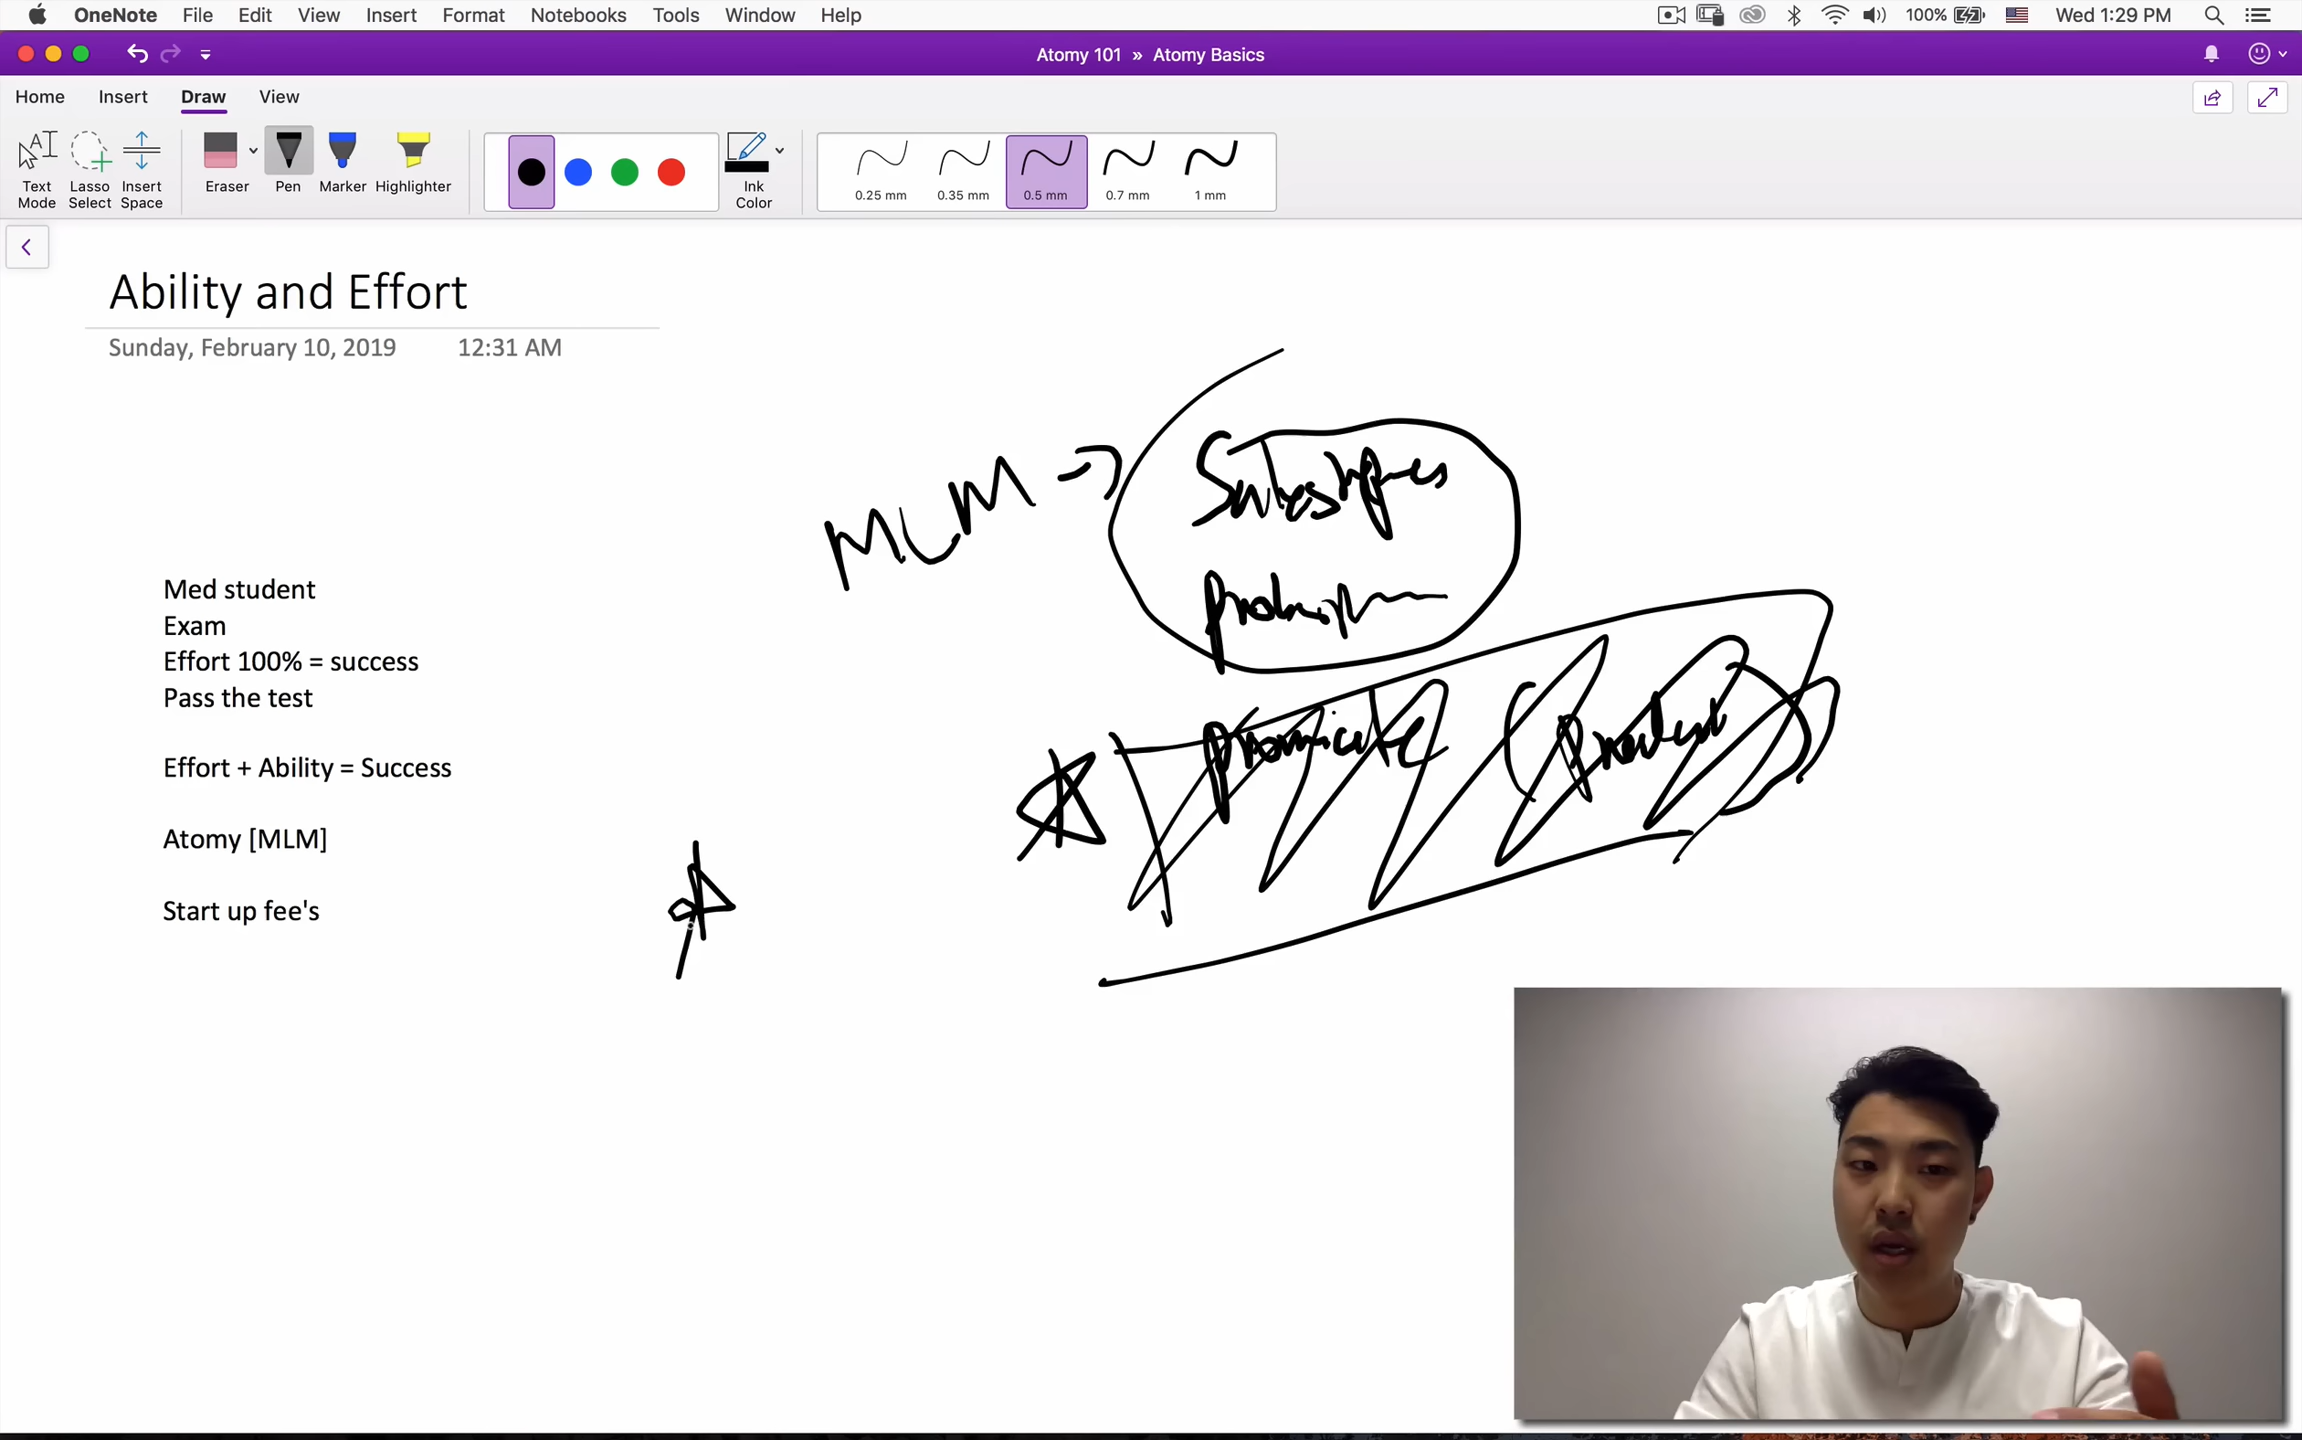 OneNote File Edit View Insert Format Notebooks Tools Window Help 100% Wed 1:29 PM
Atomy 101 » Atomy Basics
Home Insert Draw View
Text Mode Lasso Select Insert Space Eraser Pen Marker Highlighter Ink Color 0.25 mm 0.35 mm 0.5 mm 0.7 mm 1 mm
Ability and Effort
Sunday, February 10, 2019 12:31 AM
MLM
Med student
Exam
Effort 100% = success
Pass the test
Effort + Ability = Success
Atomy [MLM]
Start up fee's